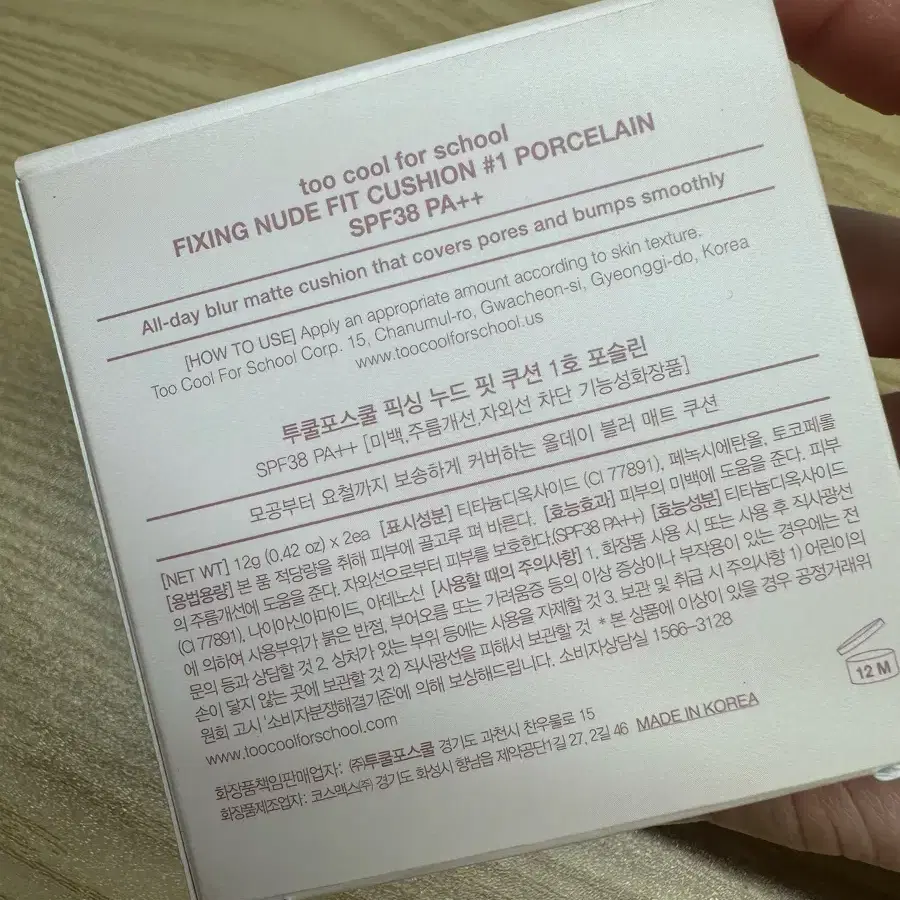 too cool for school
FIXING NUDE FIT CUSHION #1 PORCELAIN
SPF38 PA++
All-day blur matte cushion that covers pores and bumps smoothly
[HOW TO USE] Apply an appropriate amount according to skin texture.
Too Cool For School Corp. 15, Chanumul-ro, Gwacheon-si, Gyeonggi-do, Korea
www.toocoolforschool.us
투쿨포스쿨 픽싱 누드 핏 쿠션 1호 포슬린
SPF38 PA++ [미백,주름개선,자외선 차단 기능성화장품]
모공부터 요철까지 보송하게 커버하는 올데이 블러 매트 쿠션
[NET WT] 12g (0.42 oz) x 2ea [표시성분] 티타늄디옥사이드 (CI 77891), 페녹시에탄올, 토코페롤
[용법용량] 본 품 적당량을 취해 피부에 골고루 펴 바른다. [효능효과] 피부의 미백에 도움을 준다. 피부
의 주름개선에 도움을 준다. 자외선으로부터 피부를 보호한다.(SPF38 PA++) [효능성분] 티타늄디옥사이드
(CI 77891), 나이아신아마이드, 아데노신 [사용할 때의 주의사항] 1. 화장품 사용 시 또는 사용 후 직사광선
에 의하여 사용부위가 붉은 반점, 부어오름 또는 가려움증 등의 이상 증상이나 부작용이 있는 경우에는 전
문의 등과 상담할 것 2. 상처가 있는 부위 등에는 사용을 자제할 것 3. 보관 및 취급 시 주의사항 1) 어린이의
손이 닿지 않는 곳에 보관할 것 2) 직사광선을 피해서 보관할 것 * 본 상품에 이상이 있을 경우 공정거래위
원회 고시 '소비자분쟁해결기준'에 의해 보상해드립니다. 소비자상담실 1566-3128
www.toocoolforschool.com
화장품책임판매업자: ㈜투쿨포스쿨 경기도 과천시 찬우물로 15
화장품제조업자: 코스맥스㈜ 경기도 화성시 향남읍 제약공단1길 27, 2길 46 MADE IN KOREA
12 M